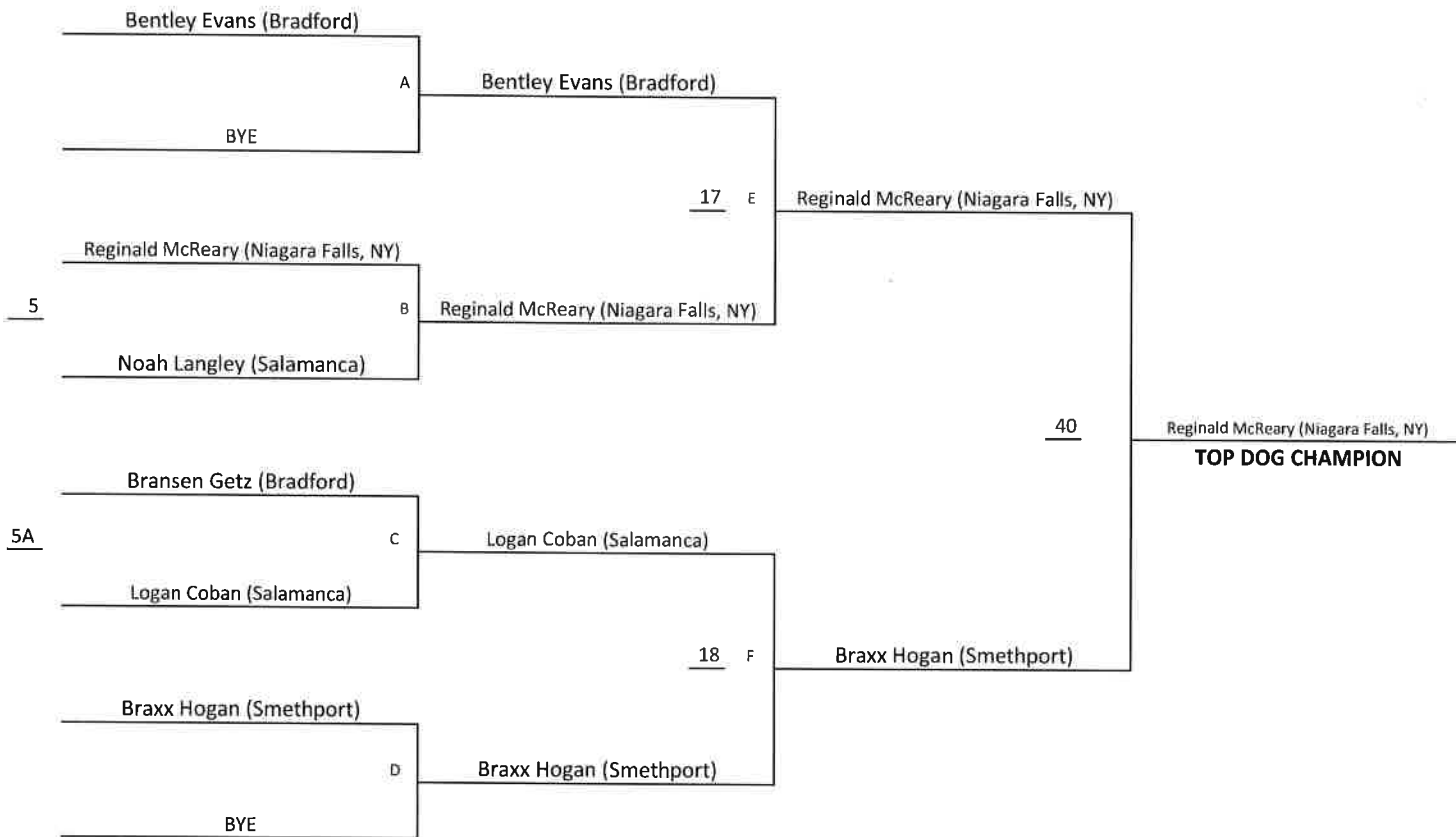 Bentley Evans (Bradford)
A
Bentley Evans (Bradford)
BYE
17
E
Reginald McReary (Niagara Falls, NY)
Reginald McReary (Niagara Falls, NY)
5
B
Reginald McReary (Niagara Falls, NY)
Noah Langley (Salamanca)
40
Reginald McReary (Niagara Falls, NY)
TOP DOG CHAMPION
Bransen Getz (Bradford)
5A
C
Logan Coban (Salamanca)
Logan Coban (Salamanca)
18
F
Braxx Hogan (Smethport)
Braxx Hogan (Smethport)
D
Braxx Hogan (Smethport)
BYE